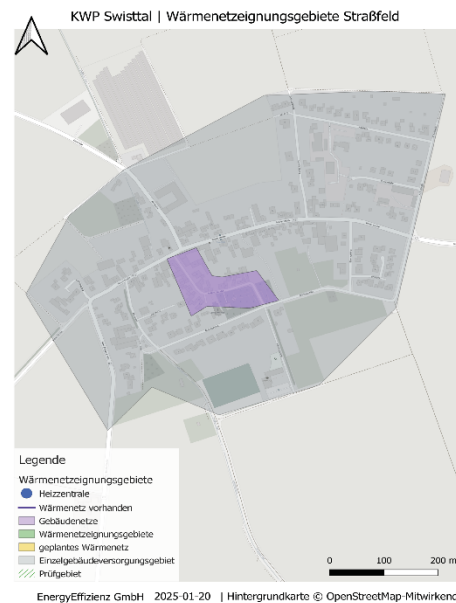 KWP Swisttal | Wärmenetzeignungsgebiete Straßfeld
Legende
Wärmenetzeignungsgebiete
Heizzentrale
Wärmenetz vorhanden
Gebäudenetze
Wärmenetzeignungsgebiete
geplantes Wärmenetz
Einzelgebäudeversorgungsgebiet
Prüfgebiet
0 100 200 m
EnergyEffizienz GmbH 2025-01-20 | Hintergrundkarte © OpenStreetMap-Mitwirkend